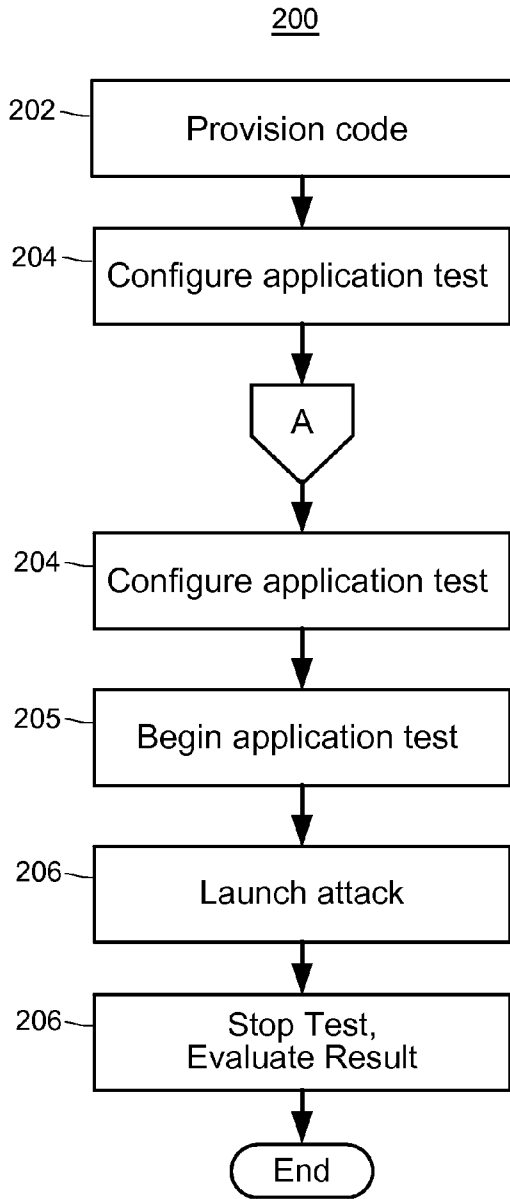 200
202
Provision code
204
Configure application test
A
204
Configure application test
205
Begin application test
206
Launch attack
206
Stop Test,
Evaluate Result
End